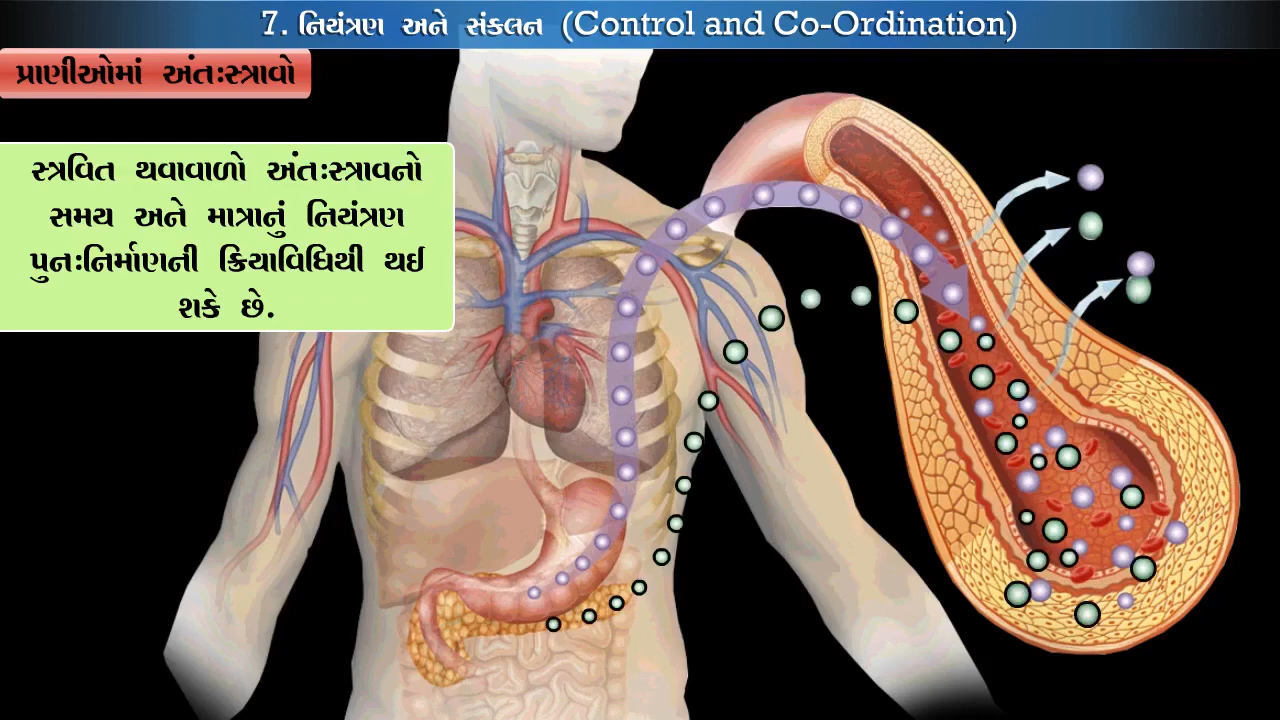 7. નિયંત્રણ અને સંકલન (Control and Co-Ordination)
પ્રાણીઓમાં અંતઃસ્ત્રાવો
સ્ત્રવિત થવાવાળો અંતઃસ્ત્રાવનો
સમય અને માત્રાનું નિયંત્રણ
પુનઃનિર્માણની ક્રિયાવિધિથી થઈ
શકે છે.